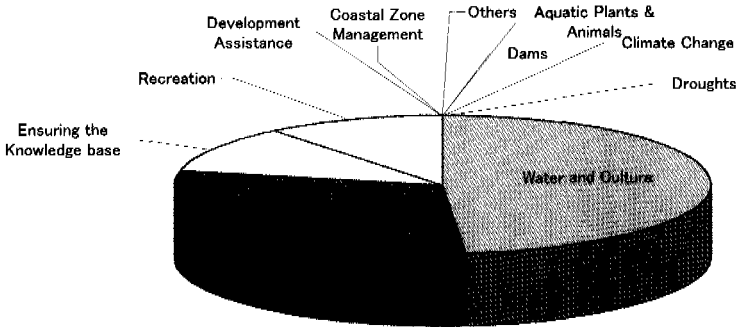 Development
Assistance
Coastal Zone
Management
Others
Aquatic Plants &
Animals
Dams
Climate Change
Droughts
Recreation
Ensuring the
Knowledge base
Water and Culture